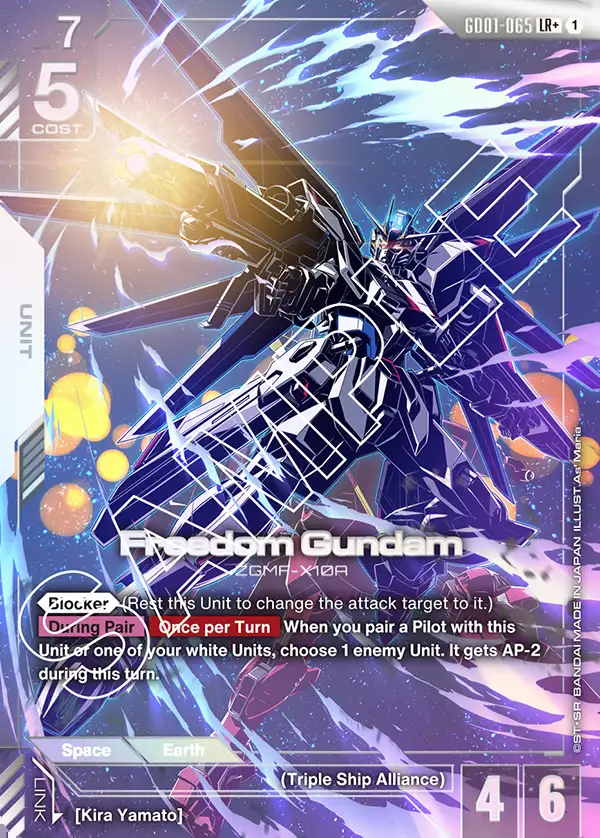 7
5
COST
GD01-065 LR+ 1
UNIT
SAMPLE
Freedom Gundam
ZGMF-X10A
Blocker (Rest this Unit to change the attack target to it.)
During Pair Once per Turn When you pair a Pilot with this
Unit or one of your white Units, choose 1 enemy Unit. It gets AP-2
during this turn.
Space Earth
(Triple Ship Alliance)
LINK
[Kira Yamato]
4 6
©ST・SR BANDAI MADE IN JAPAN ILLUST.As' Maria